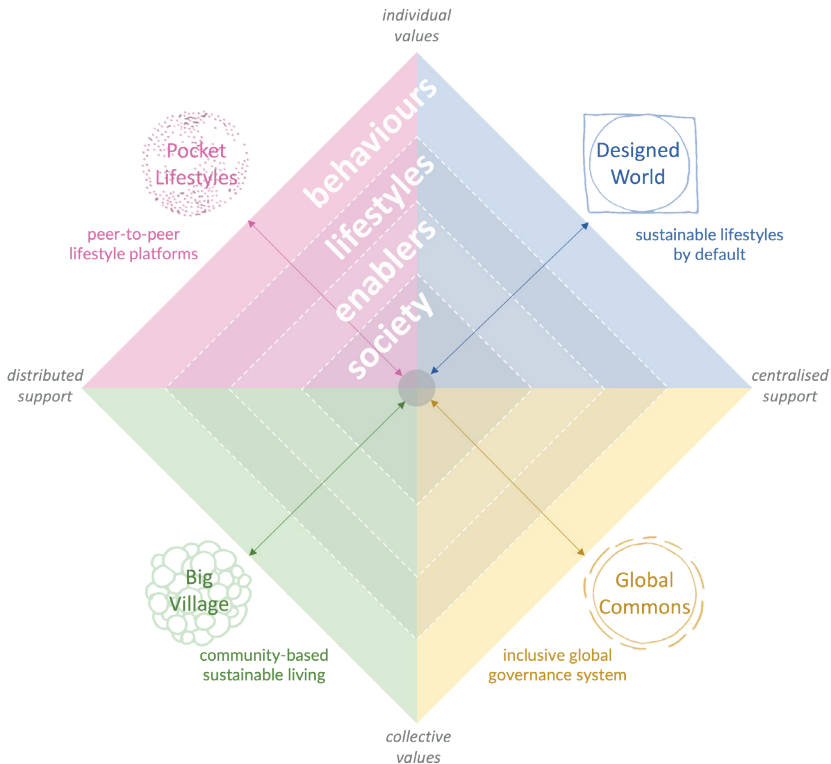 individual
values
behaviours
lifestyles
enablers
society
Pocket
Lifestyles
peer-to-peer
lifestyle platforms
Designed
World
sustainable lifestyles
by default
distributed
support
centralised
support
Big
Village
community-based
sustainable living
Global
Commons
inclusive global
governance system
collective
values